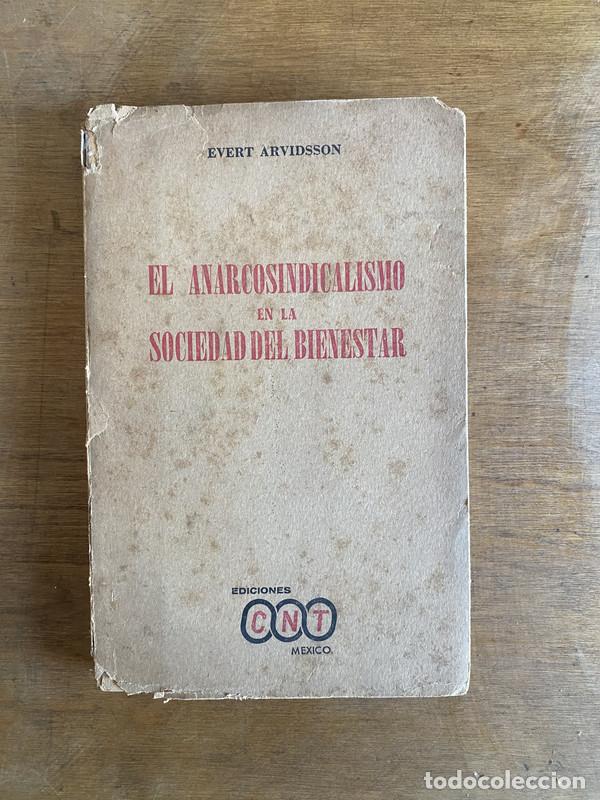 EVERT ARVIDSSON
EL ANARCOSINDICALISMO
EN LA
SOCIEDAD DEL BIENESTAR
EDICIONES
CNT
MEXICO.
todocoleccion